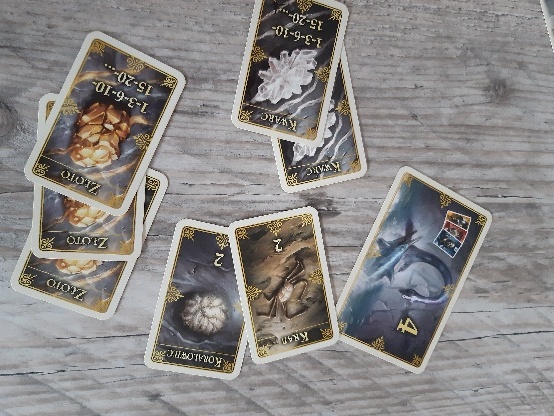 1-3-6-10-
15-20-...
ZŁOTO
ZŁOTO
ZŁOTO
1-3-6-10-
15-20-...
KWARC
KWARC
2
KORALOWIEC
2
KRAB
4